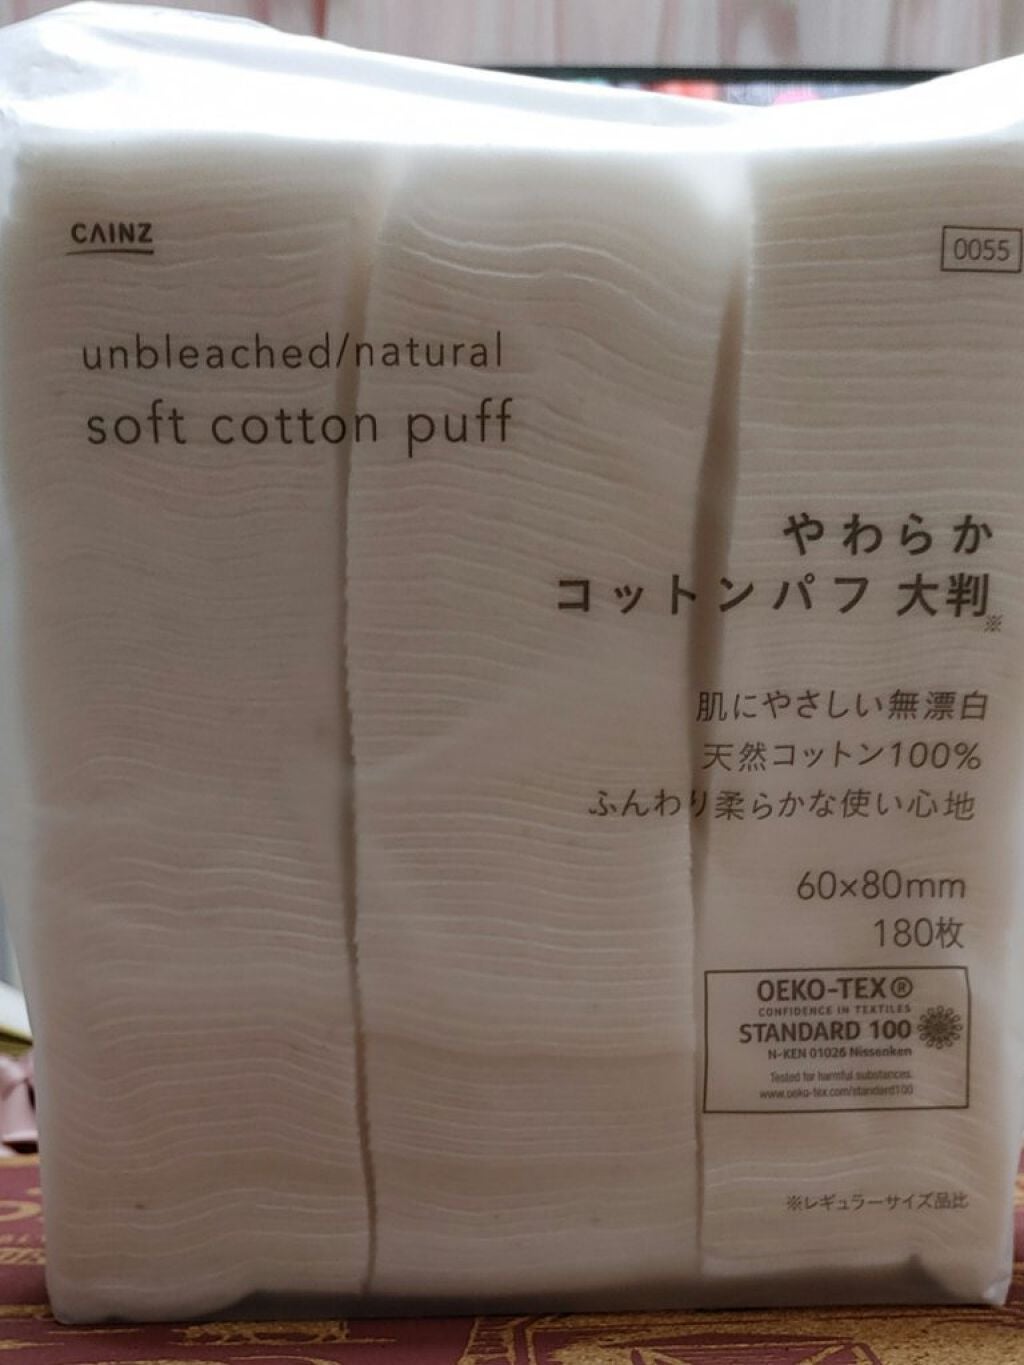 CAINZ
0055
unbleached/natural
soft cotton puff
やわらか
コットンパフ 大判
※
肌にやさしい無漂白
天然コットン100%
ふんわり柔らかな使い心地
60×80mm
180枚
OEKO-TEX®
CONFIDENCE IN TEXTILES
STANDARD 100
N-KEN 01026 Nissenken
Tested for harmful substances.
www.oeko-tex.com/standard100
※レギュラーサイズ品比